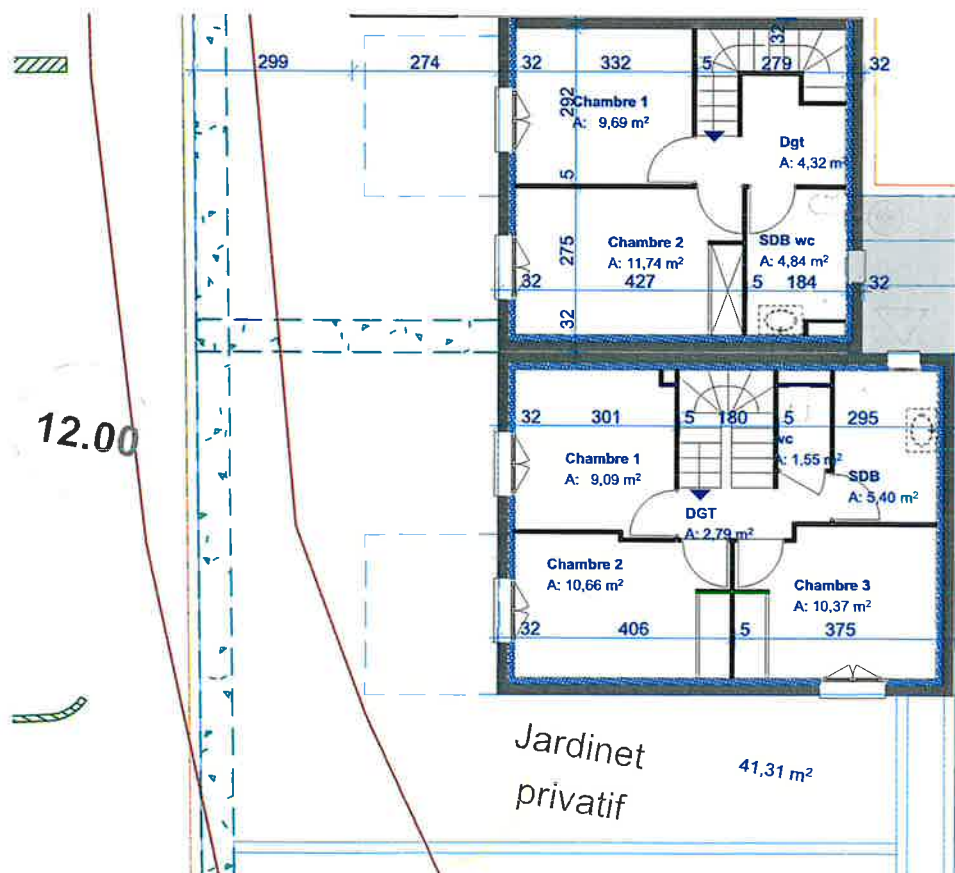 32
299
274
32
332
5
279
32
Chambre 1
A: 9,69 m²
292
Dgt
A: 4,32 m²
5
Chambre 2
A: 11,74 m²
SDB wc
A: 4,84 m²
275
32
427
5
184
32
32
12.00
32
301
5
180
5
295
wc
A: 1,55 m²
Chambre 1
A: 9,09 m²
SDB
A: 5,40 m²
DGT
A: 2,79 m²
Chambre 2
A: 10,66 m²
Chambre 3
A: 10,37 m²
32
406
5
375
Jardinet
privatif
41,31 m²